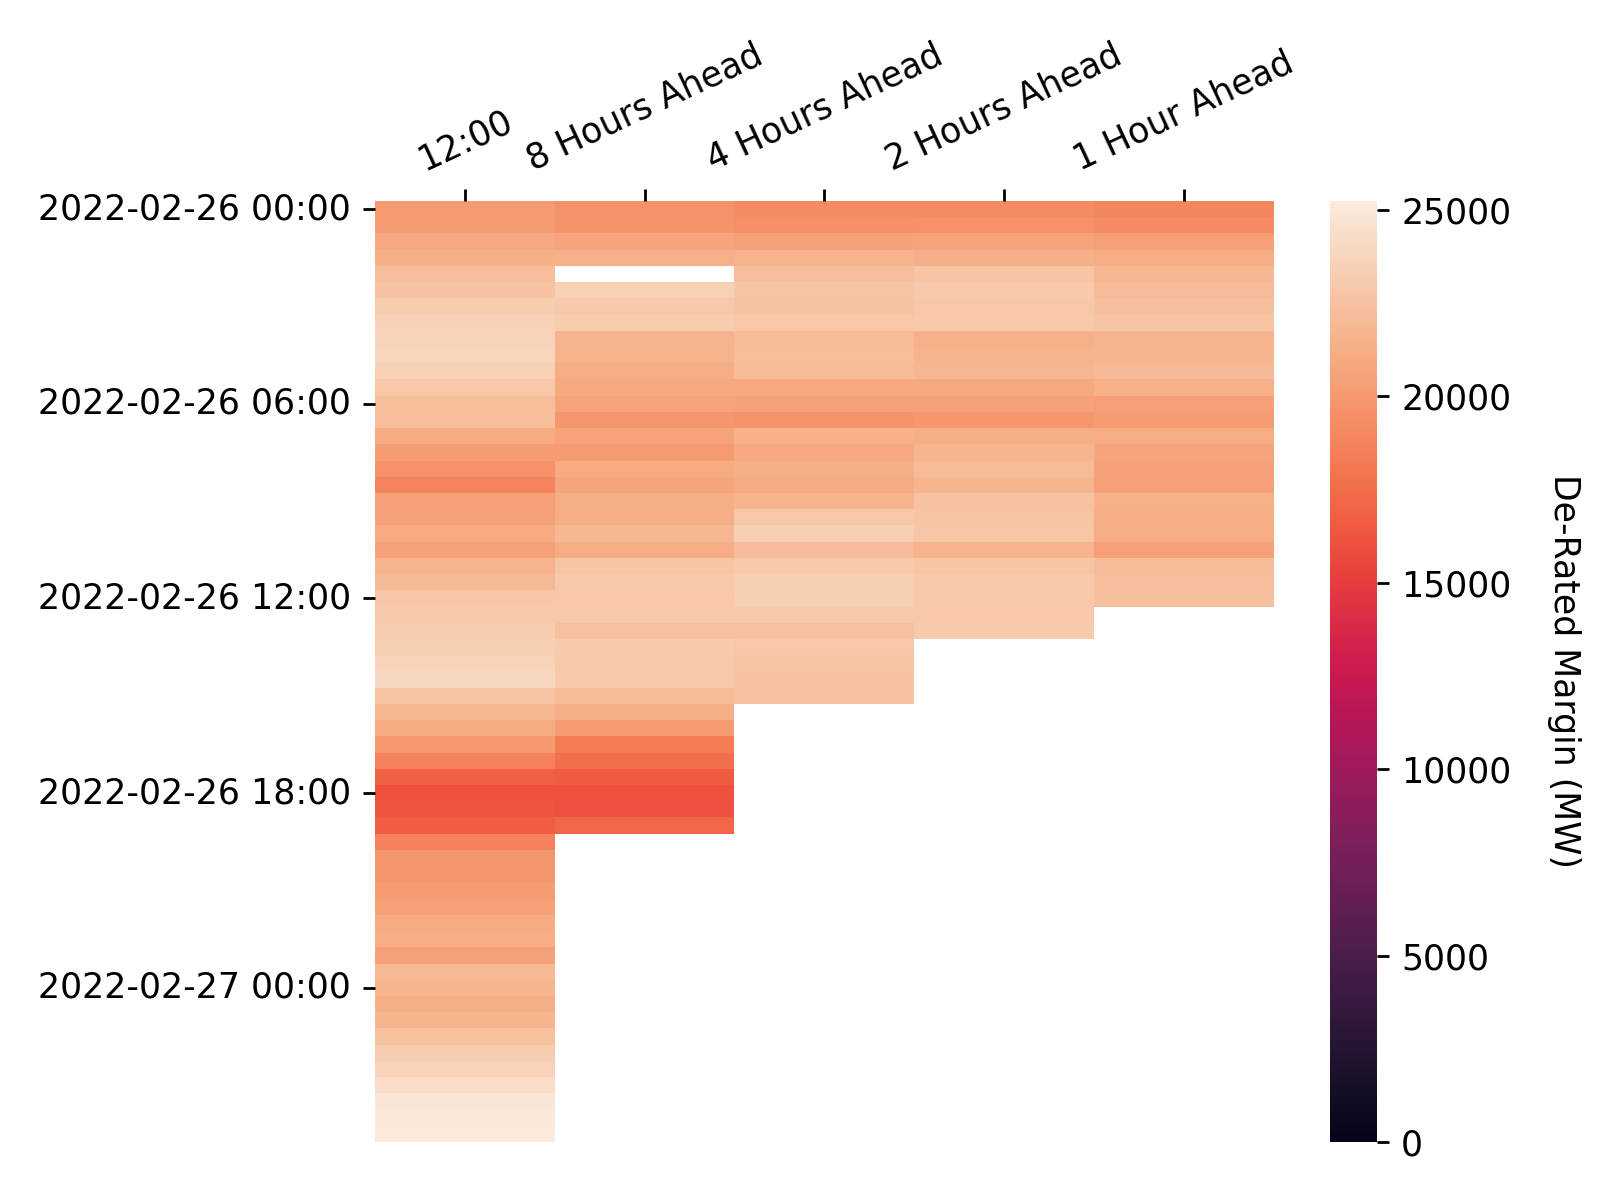 12:00
8 Hours Ahead
4 Hours Ahead
2 Hours Ahead
1 Hour Ahead
2022-02-26 00:00
2022-02-26 06:00
2022-02-26 12:00
2022-02-26 18:00
2022-02-27 00:00
25000
20000
15000
10000
5000
0
De-Rated Margin (MW)